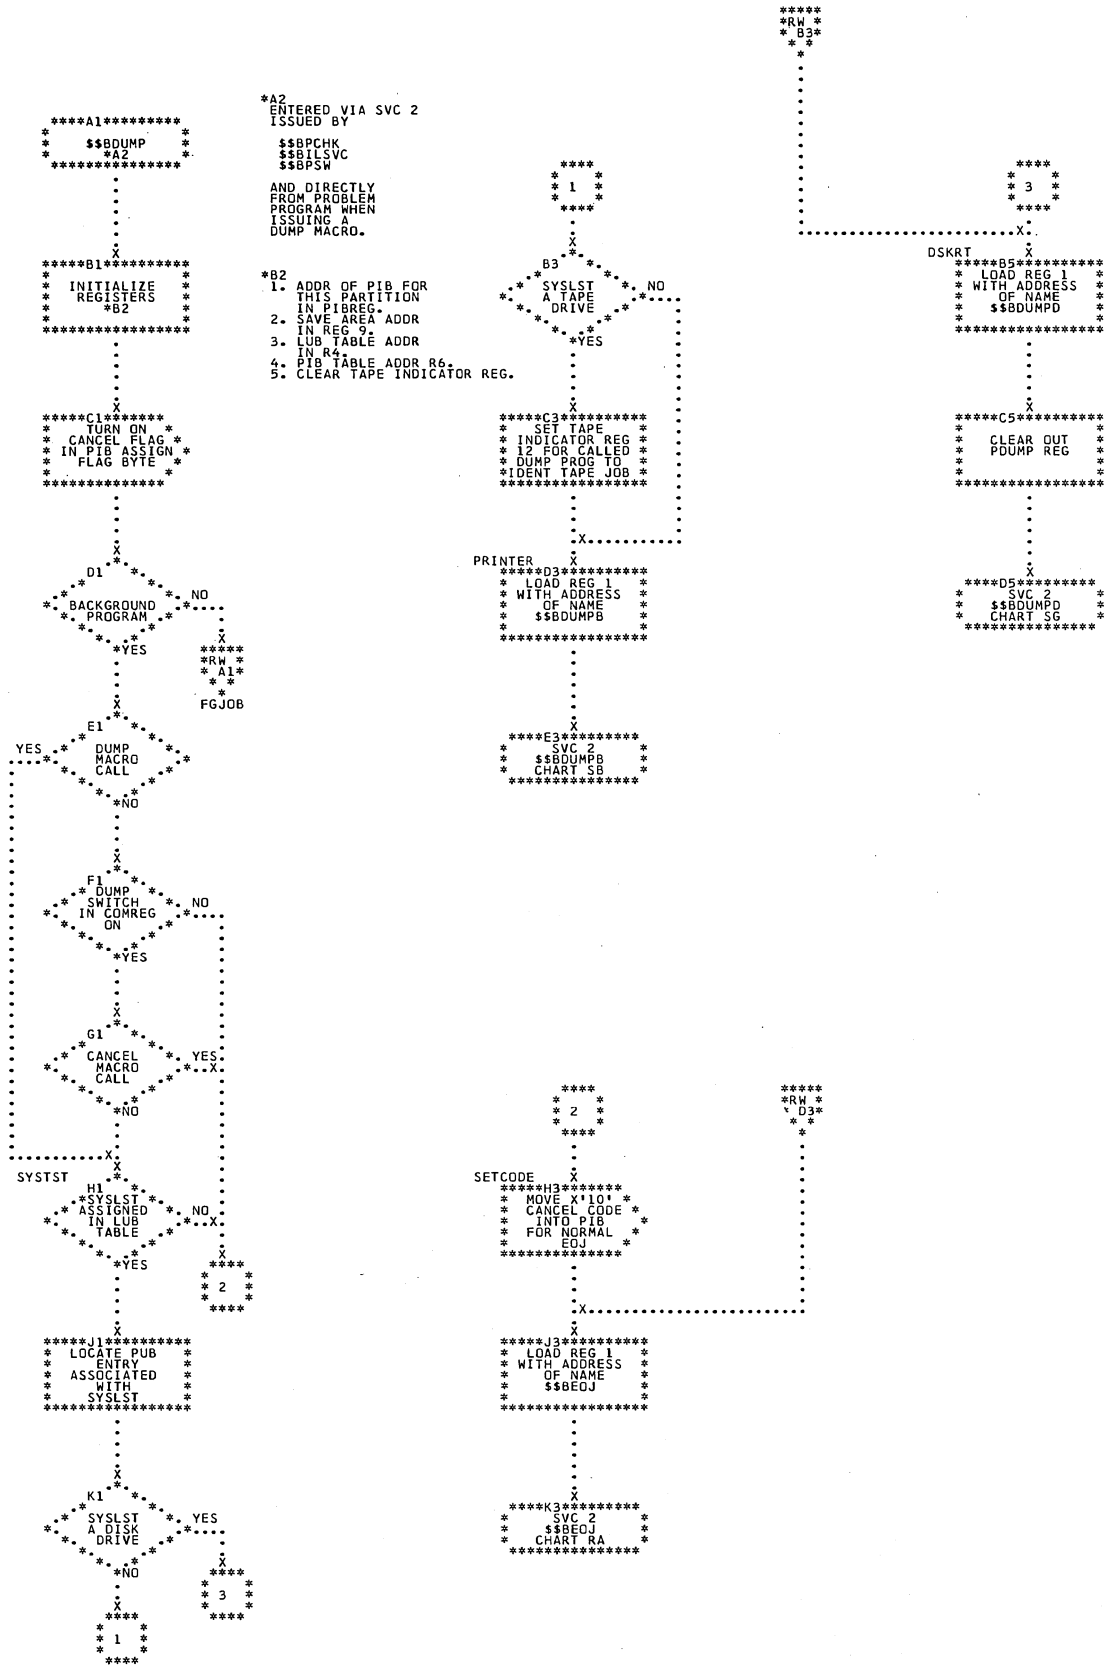 RW
B3
*A2
ENTERED VIA SVC 2
ISSUED BY
$$BPCHK
$$BILSVC
$$BPSW
AND DIRECTLY
FROM PROBLEM
PROGRAM WHEN
ISSUING A
DUMP MACRO.
A1
$$BDUMP
*A2
B1
INITIALIZE
REGISTERS
*B2
*B2
1. ADDR OF PIB FOR
THIS PARTITION
IN PIBREG.
2. SAVE AREA ADDR
IN REG 9.
3. LUB TABLE ADDR
IN R4.
4. PIB TABLE ADDR R6.
5. CLEAR TAPE INDICATOR REG.
C1
TURN ON
CANCEL FLAG
IN PIB ASSIGN
FLAG BYTE
D1
BACKGROUND
PROGRAM
NO
YES
RW
A1
FGJOB
E1
DUMP
MACRO
CALL
YES
NO
F1
DUMP
SWITCH
IN COMREG
ON
NO
YES
G1
CANCEL
MACRO
CALL
YES
NO
SYSTST
H1
SYSLST
ASSIGNED
IN LUB
TABLE
NO
YES
2
J1
LOCATE PUB
ENTRY
ASSOCIATED
WITH
SYSLST
K1
SYSLST
A DISK
DRIVE
YES
NO
3
1
1
B3
SYSLST
A TAPE
DRIVE
NO
YES
C3
SET TAPE
INDICATOR REG
12 FOR CALLED
DUMP PROG TO
IDENT TAPE JOB
PRINTER
D3
LOAD REG 1
WITH ADDRESS
OF NAME
$$BDUMPB
E3
SVC 2
$$BDUMPB
CHART SB
2
RW
D3
SETCODE
H3
MOVE X'10'
CANCEL CODE
INTO PIB
FOR NORMAL
EOJ
J3
LOAD REG 1
WITH ADDRESS
OF NAME
$$BEOJ
K3
SVC 2
$$BEOJ
CHART RA
3
DSKRT
B5
LOAD REG 1
WITH ADDRESS
OF NAME
$$BDUMPD
C5
CLEAR OUT
PDUMP REG
D5
SVC 2
$$BDUMPD
CHART SG